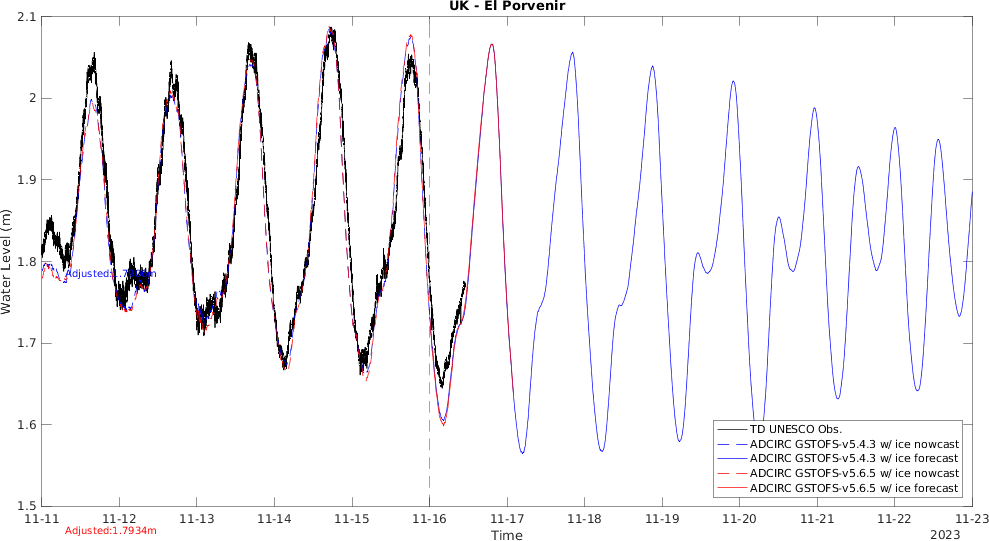 UK - El Porvenir
2.1
2
1.9
1.8
1.7
1.6
1.5
Water Level (m)
Adjusted:1.7
TD UNESCO Obs.
ADCIRC GSTOFS-v5.4.3 w/ ice nowcast
ADCIRC GSTOFS-v5.4.3 w/ ice forecast
ADCIRC GSTOFS-v5.6.5 w/ ice nowcast
ADCIRC GSTOFS-v5.6.5 w/ ice forecast
11-11 11-12 11-13 11-14 11-15 11-16 11-17 11-18 11-19 11-20 11-21 11-22 11-23
Adjusted:1.7934m
Time
2023